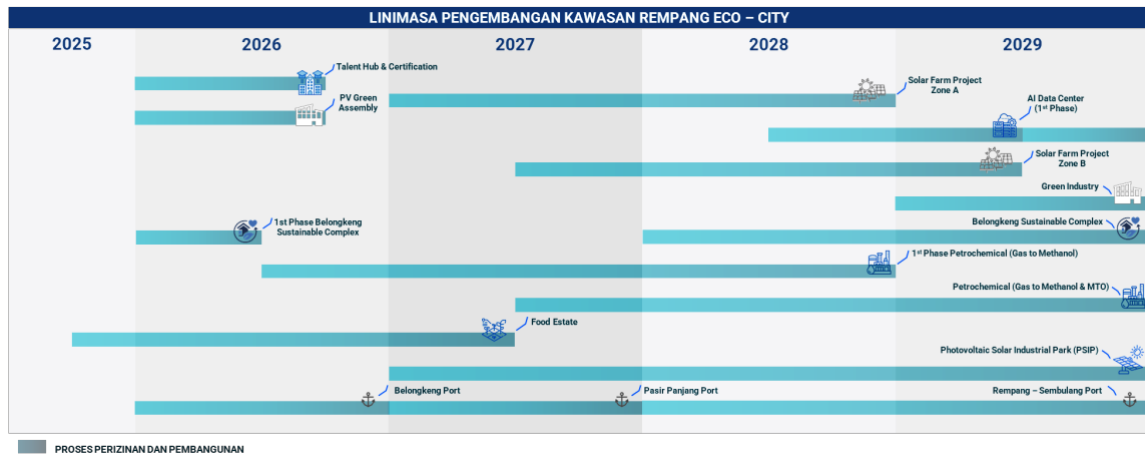 LINIMASA PENGEMBANGAN KAWASAN REMPANG ECO – CITY
2025
2026
2027
2028
2029
Talent Hub & Certification
PV Green
Assembly
Solar Farm Project
Zone A
AI Data Center
(1st Phase)
Solar Farm Project
Zone B
Green Industry
1st Phase Belongkeng
Sustainable Complex
Belongkeng Sustainable Complex
1st Phase Petrochemical (Gas to Methanol)
Petrochemical (Gas to Methanol & MTO)
Food Estate
Photovoltaic Solar Industrial Park (PSIP)
Belongkeng Port
Pasir Panjang Port
Rempang – Sembulang Port
PROSES PERIZINAN DAN PEMBANGUNAN